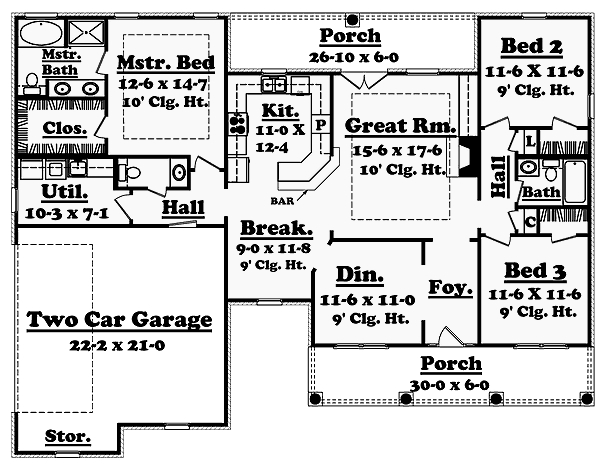 Mstr.
Bath
Mstr. Bed
12-6 x 14-7
10' Clg. Ht.
Clos.
Porch
26-10 x 6-0
Bed 2
11-6 X 11-6
9' Clg. Ht.
Kit.
11-0 X
12-4
P
BAR
Great Rm.
15-6 x 17-6
10' Clg. Ht.
Hall
L
Bath
C
Util.
10-3 x 7-1
Hall
Break.
9-0 x 11-8
9' Clg. Ht.
Din.
11-6 x 11-0
9' Clg. Ht.
Foy.
Bed 3
11-6 X 11-6
9' Clg. Ht.
Two Car Garage
22-2 x 21-0
Porch
30-0 x 6-0
Stor.